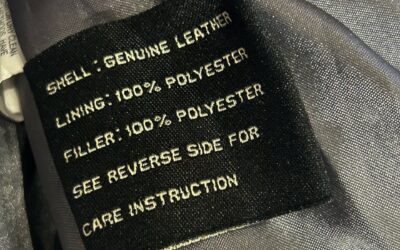 SHELL: GENUINE LEATHER
LINING: 100% POLYESTER
FILLER: 100% POLYESTER
SEE REVERSE SIDE FOR
CARE INSTRUCTION